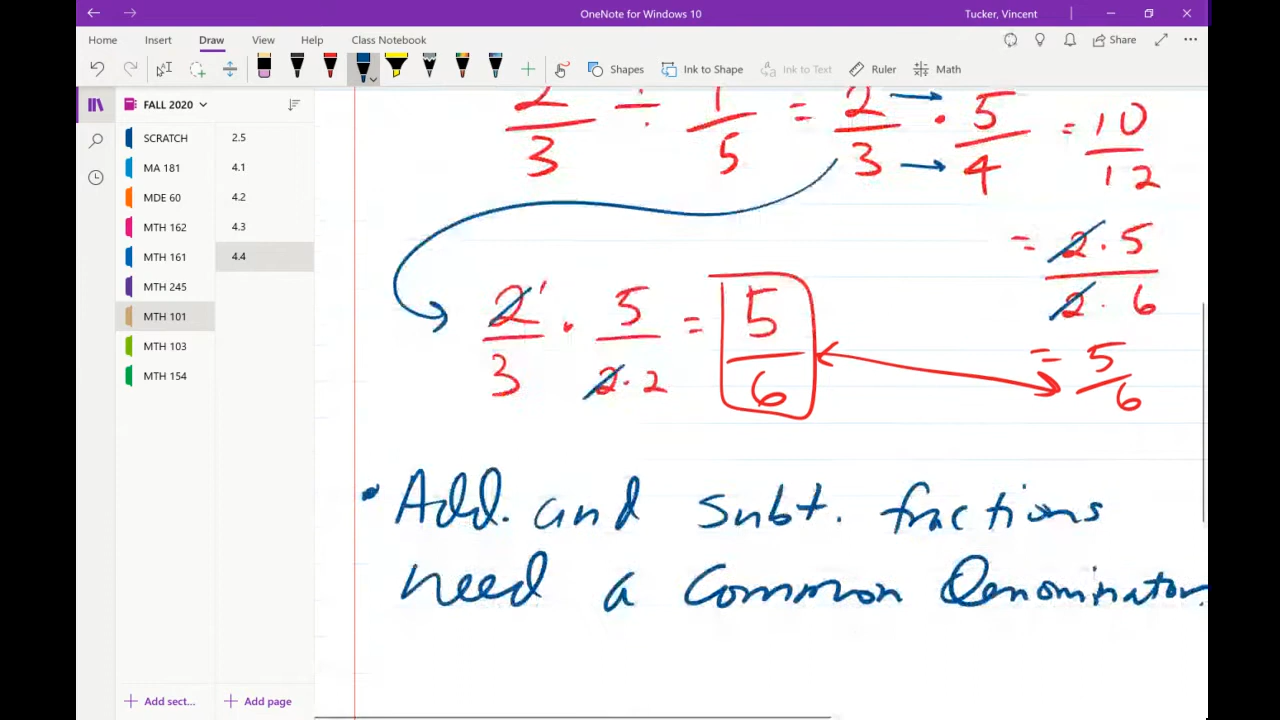 OneNote for Windows 10
Tucker, Vincent
Home Insert Draw View Help Class Notebook
Share
Shapes Ink to Shape Ink to Text Ruler Math
FALL 2020
SCRATCH
MA 181
MDE 60
MTH 162
MTH 161
MTH 245
MTH 101
MTH 103
MTH 154
2.5
4.1
4.2
4.3
4.4
2/3 ÷ 1/5 = 2/3 · 5/4 = 10/12
= 2·5/2·6
= 5/6
2¹/3 · 5/2·2 = 5/6
• Add. and subt. fractions
need a Common Denominator.
+ Add sect...
+ Add page